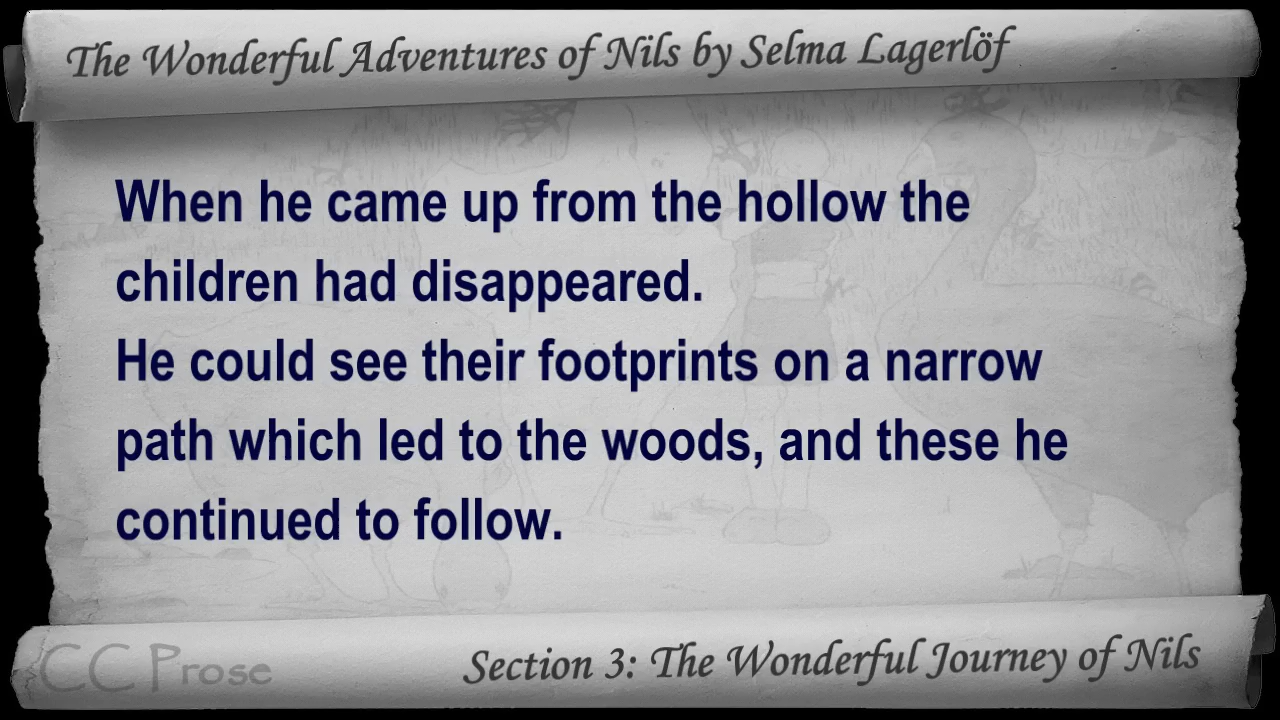 The Wonderful Adventures of Nils by Selma Lagerlöf
When he came up from the hollow the
children had disappeared.
He could see their footprints on a narrow
path which led to the woods, and these he
continued to follow.
CC Prose
Section 3: The Wonderful Journey of Nils